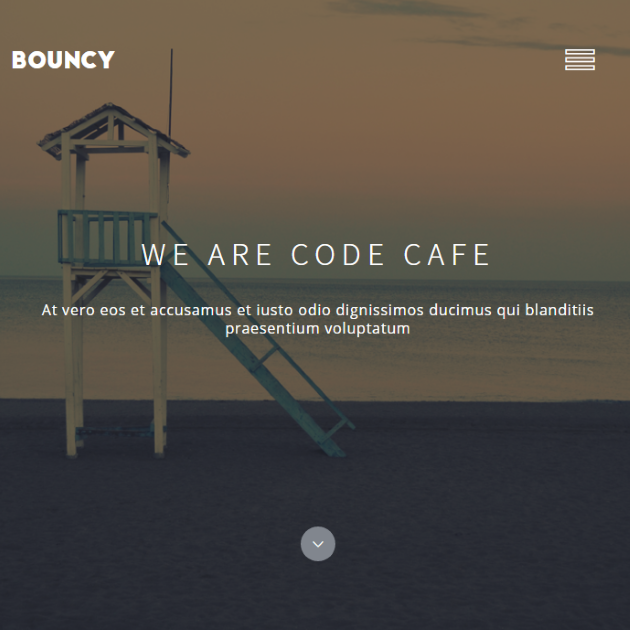 BOUNCY
WE ARE CODE CAFE
At vero eos et accusamus et iusto odio dignissimos ducimus qui blanditiis
praesentium voluptatum